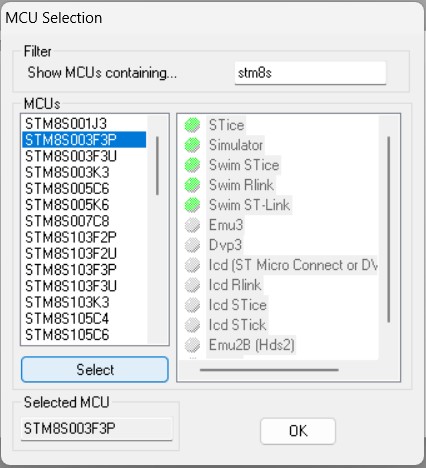 MCU Selection
Filter
Show MCUs containing...
stm8s
MCUs
STM8S001J3
STM8S003F3P
STM8S003F3U
STM8S003K3
STM8S005C6
STM8S005K6
STM8S007C8
STM8S103F2P
STM8S103F2U
STM8S103F3P
STM8S103F3U
STM8S103K3
STM8S105C4
STM8S105C6
STice
Simulator
Swim STice
Swim Rlink
Swim ST-Link
Emu3
Dvp3
Icd (ST Micro Connect or DV
Icd Rlink
Icd STice
Icd STick
Emu2B (Hds2)
Select
Selected MCU
STM8S003F3P
OK